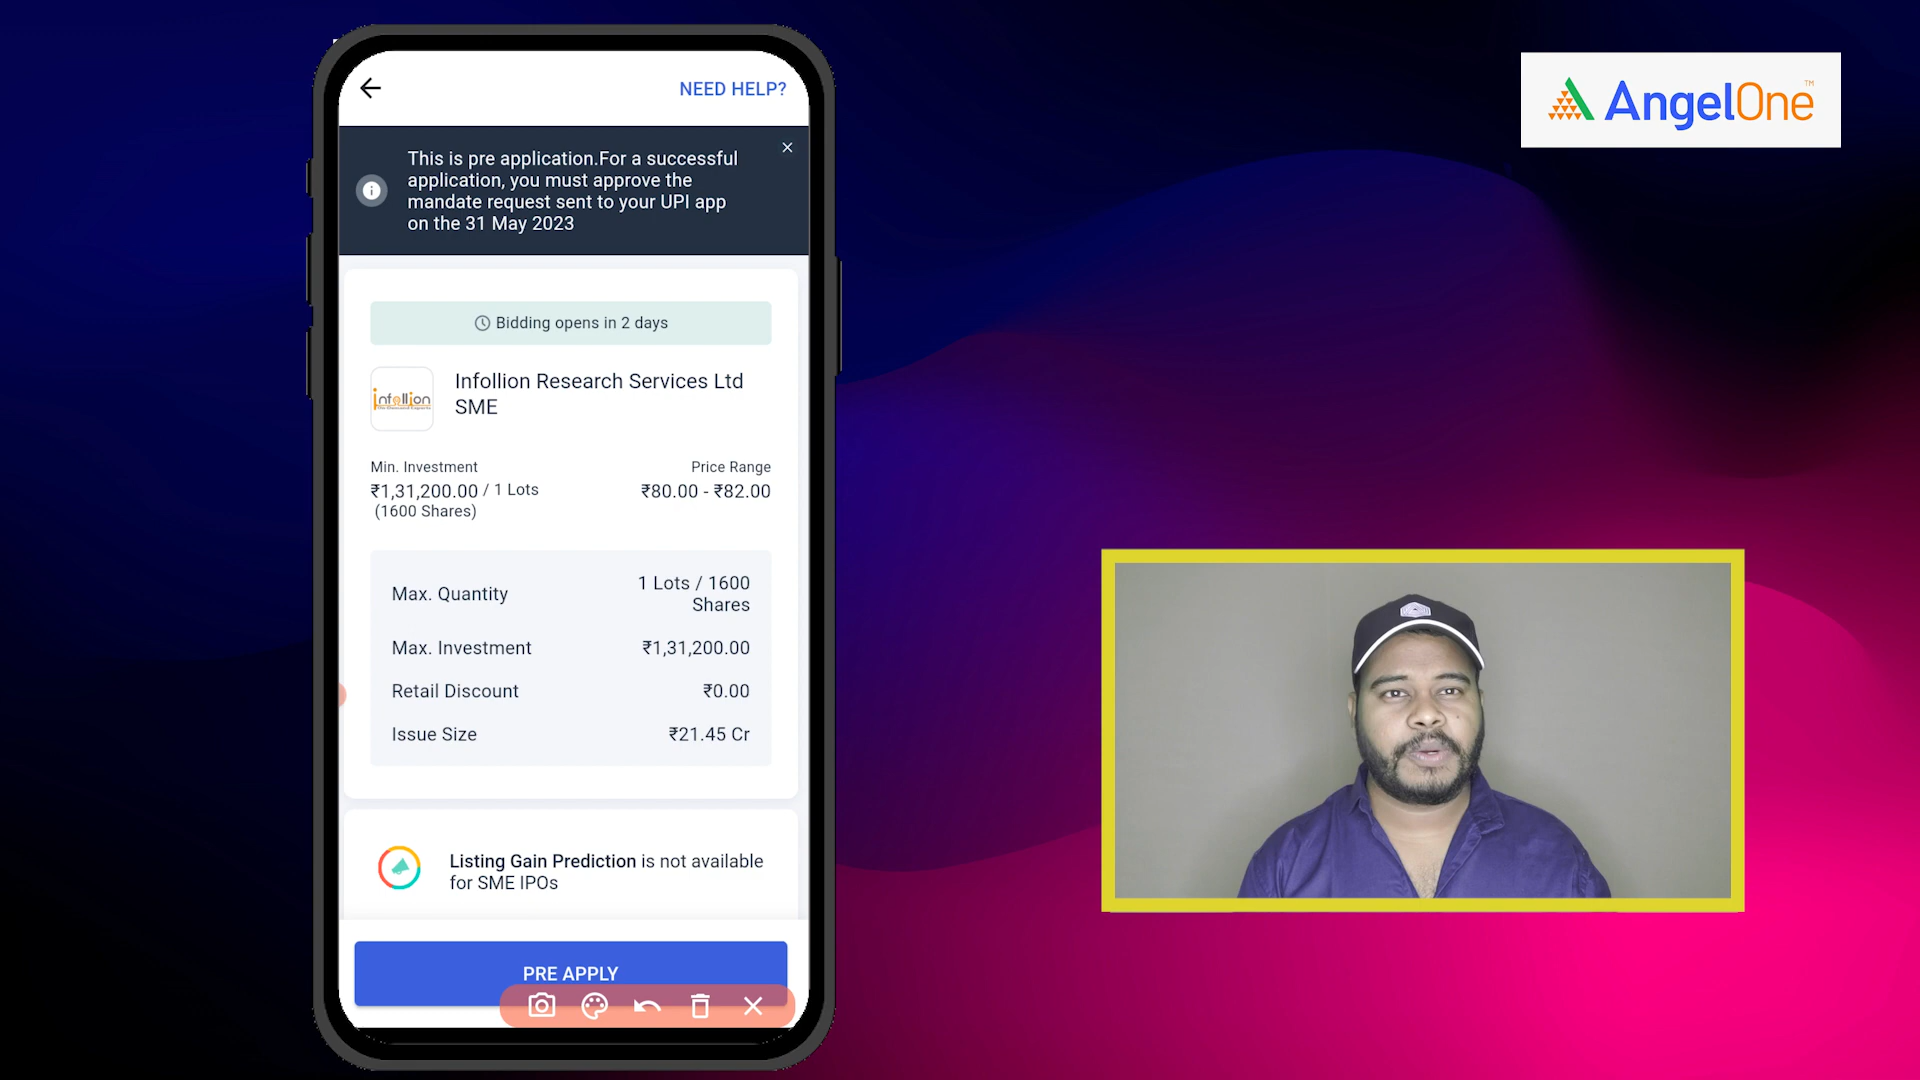 NEED HELP?
This is pre application.For a successful
application, you must approve the
mandate request sent to your UPI app
on the 31 May 2023
Bidding opens in 2 days
infollion
Infollion Research Services Ltd
SME
Min. Investment
₹1,31,200.00 / 1 Lots
(1600 Shares)
Price Range
₹80.00 - ₹82.00
Max. Quantity
1 Lots / 1600
Shares
Max. Investment
₹1,31,200.00
Retail Discount
₹0.00
Issue Size
₹21.45 Cr
Listing Gain Prediction is not available
for SME IPOs
PRE APPLY
AngelOne™